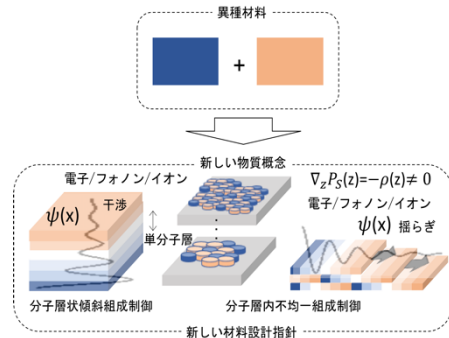 異種材料
+
新しい物質概念
電子/フォノン/イオン
ψ(x)
干渉
単分子層
∇zPS(z)=−ρ(z)≠ 0
電子/フォノン/イオン
ψ(x) 揺らぎ
分子層状傾斜組成制御
分子層内不均一組成制御
新しい材料設計指針